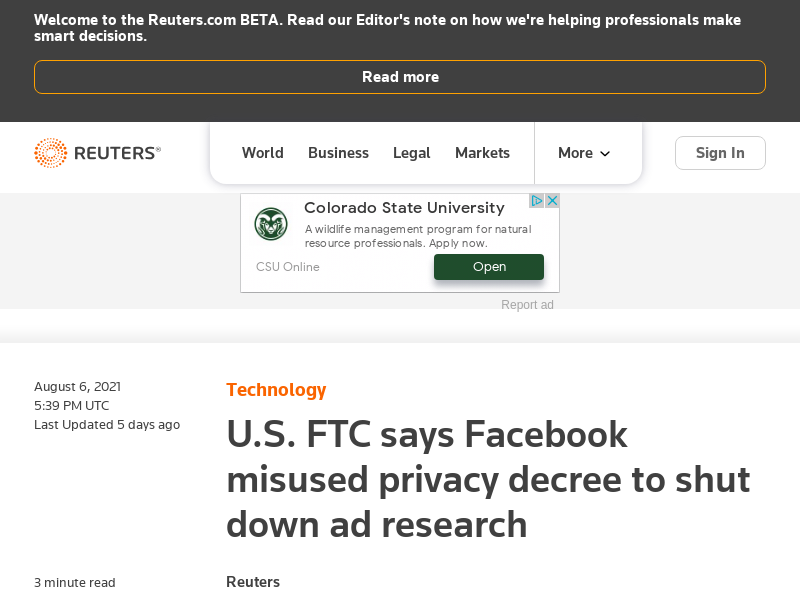 Welcome to the Reuters.com BETA. Read our Editor's note on how we're helping professionals make
smart decisions.
Read more
REUTERS®
World Business Legal Markets More
Sign In
Colorado State University
A wildlife management program for natural
resource professionals. Apply now.
CSU Online
Open
Report ad
August 6, 2021
5:39 PM UTC
Last Updated 5 days ago
Technology
U.S. FTC says Facebook
misused privacy decree to shut
down ad research
3 minute read
Reuters